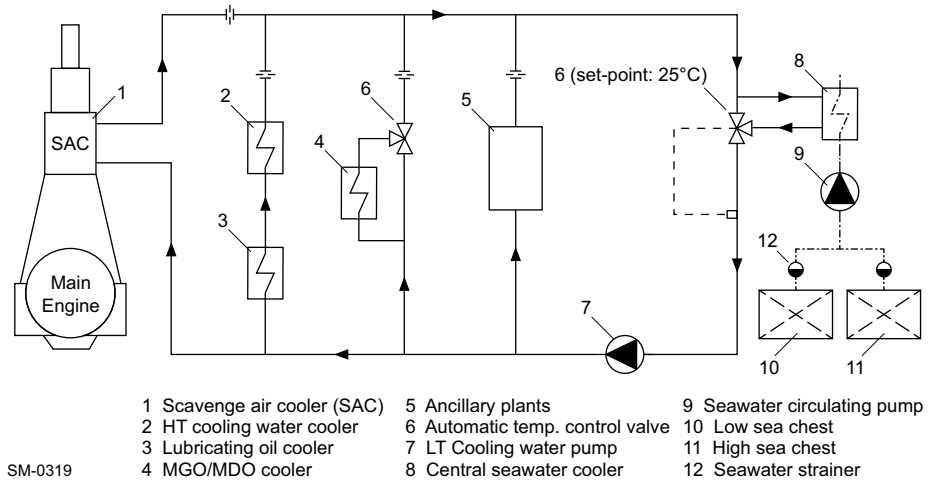 1
SAC
Main
Engine
2
3
4
6
5
6 (set-point: 25°C)
8
9
12
7
10
11
1 Scavenge air cooler (SAC)
2 HT cooling water cooler
3 Lubricating oil cooler
4 MGO/MDO cooler
5 Ancillary plants
6 Automatic temp. control valve
7 LT Cooling water pump
8 Central seawater cooler
9 Seawater circulating pump
10 Low sea chest
11 High sea chest
12 Seawater strainer
SM-0319